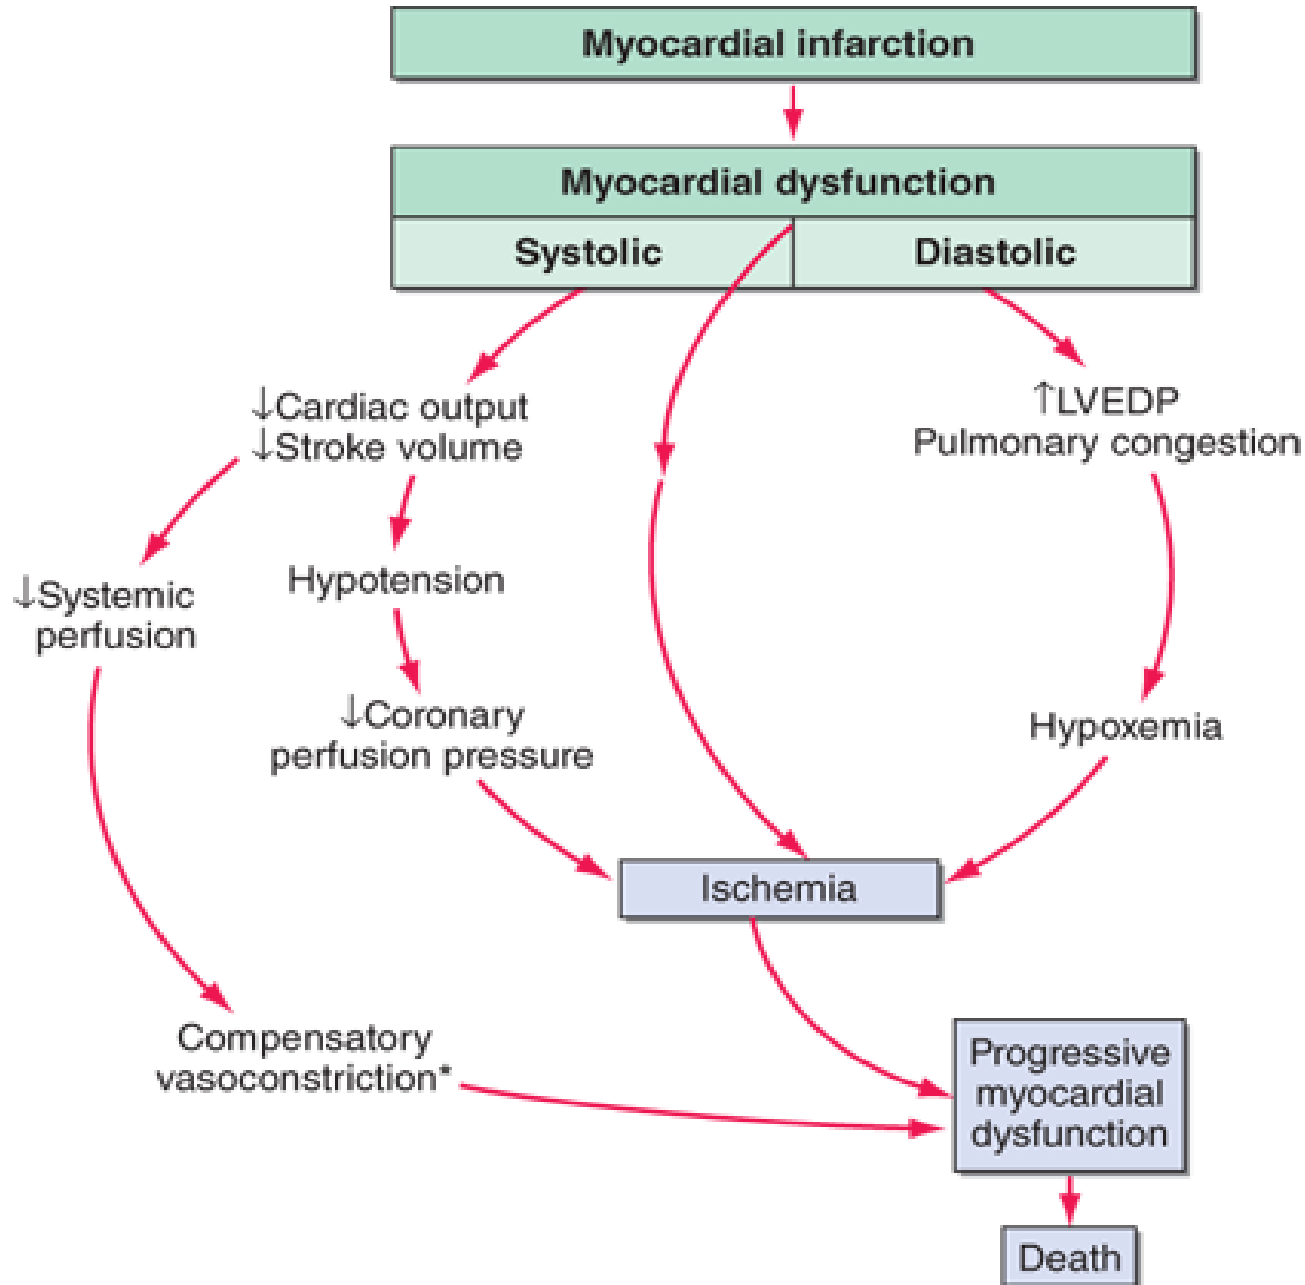 Myocardial infarction
Myocardial dysfunction
Systolic
Diastolic
↓Cardiac output
↓Stroke volume
↑LVEDP
Pulmonary congestion
↓Systemic
perfusion
Hypotension
↓Coronary
perfusion pressure
Hypoxemia
Ischemia
Compensatory
vasoconstriction*
Progressive
myocardial
dysfunction
Death